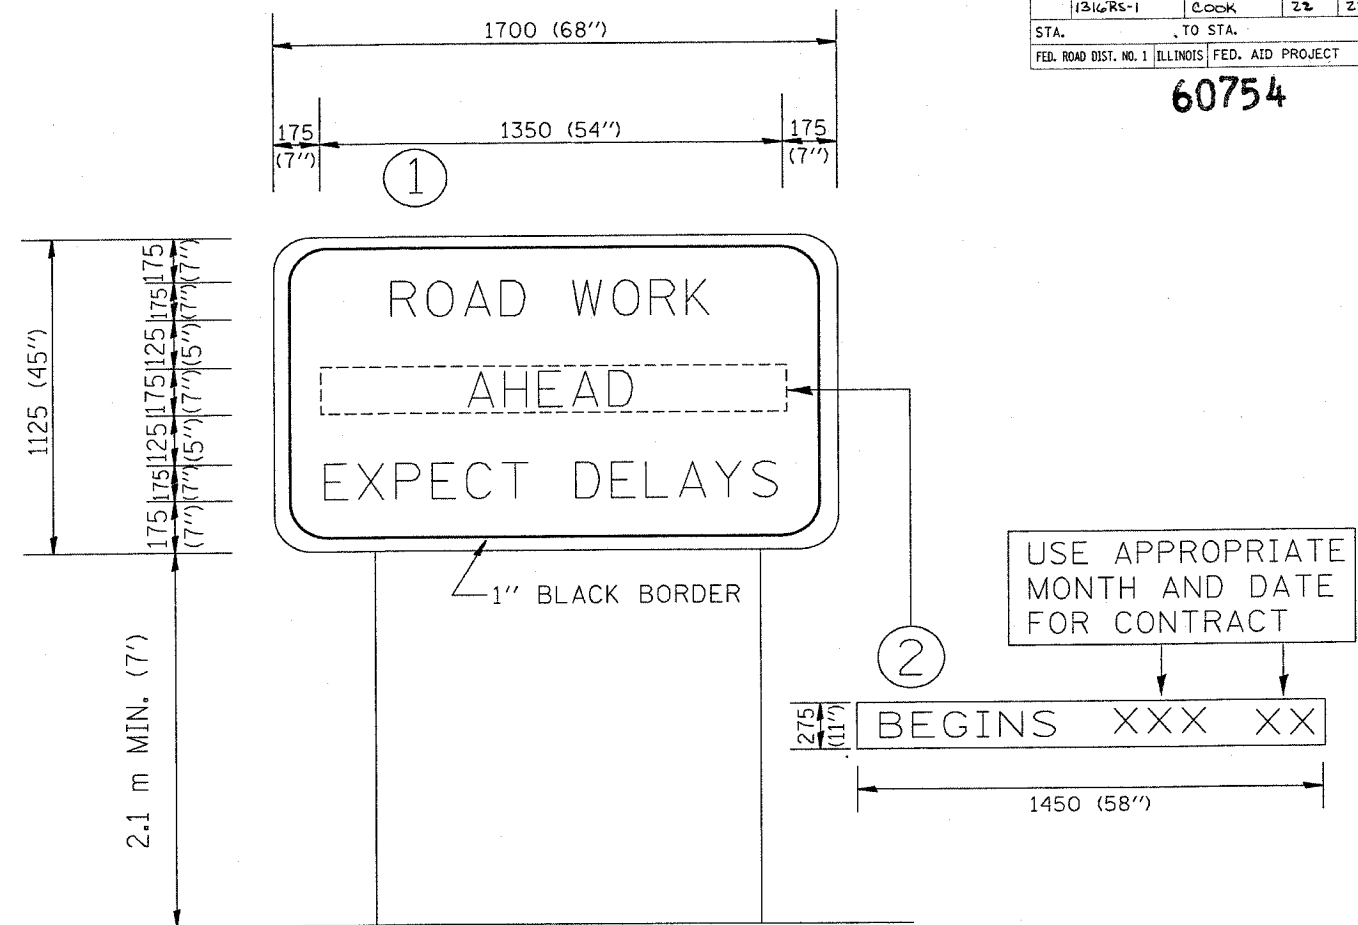 1316RS-1 COOK 22
STA. TO STA.
FED. ROAD DIST. NO. 1 ILLINOIS FED. AID PROJECT
60754
1700 (68")
175 (7")
1350 (54")
175 (7")
1
1125 (45")
175 (7")
175 (7")
125 (5")
175 (7")
125 (5")
175 (7")
175 (7")
ROAD WORK
AHEAD
EXPECT DELAYS
1" BLACK BORDER
2.1 m MIN. (7')
2
USE APPROPRIATE
MONTH AND DATE
FOR CONTRACT
275 (11")
BEGINS XXX XX
1450 (58")